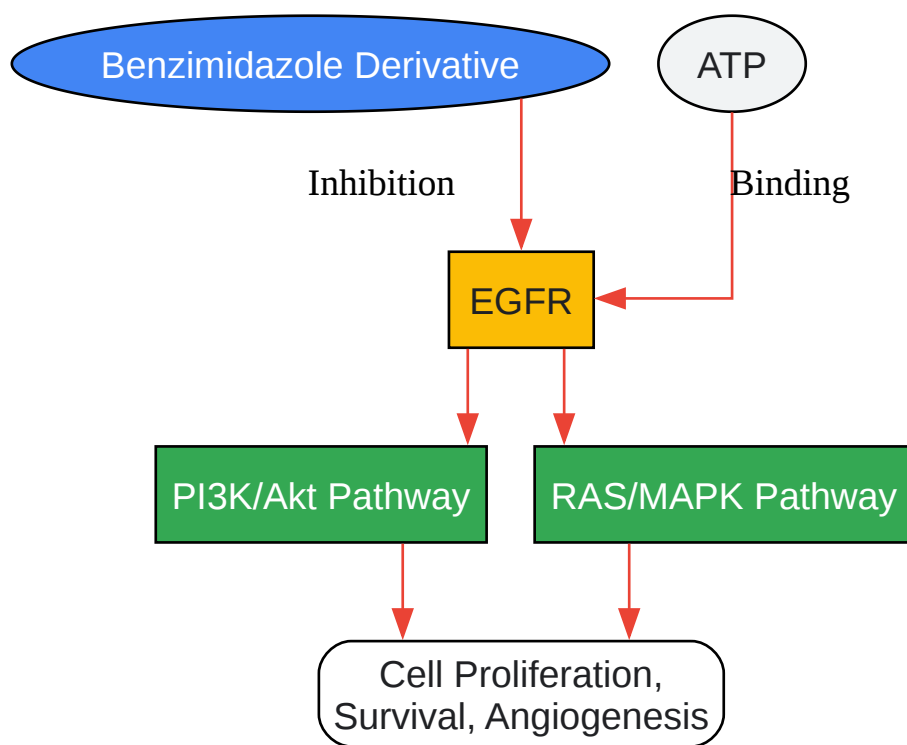 Benzimidazole Derivative
ATP
Inhibition
Binding
EGFR
PI3K/Akt Pathway
RAS/MAPK Pathway
Cell Proliferation,
Survival, Angiogenesis